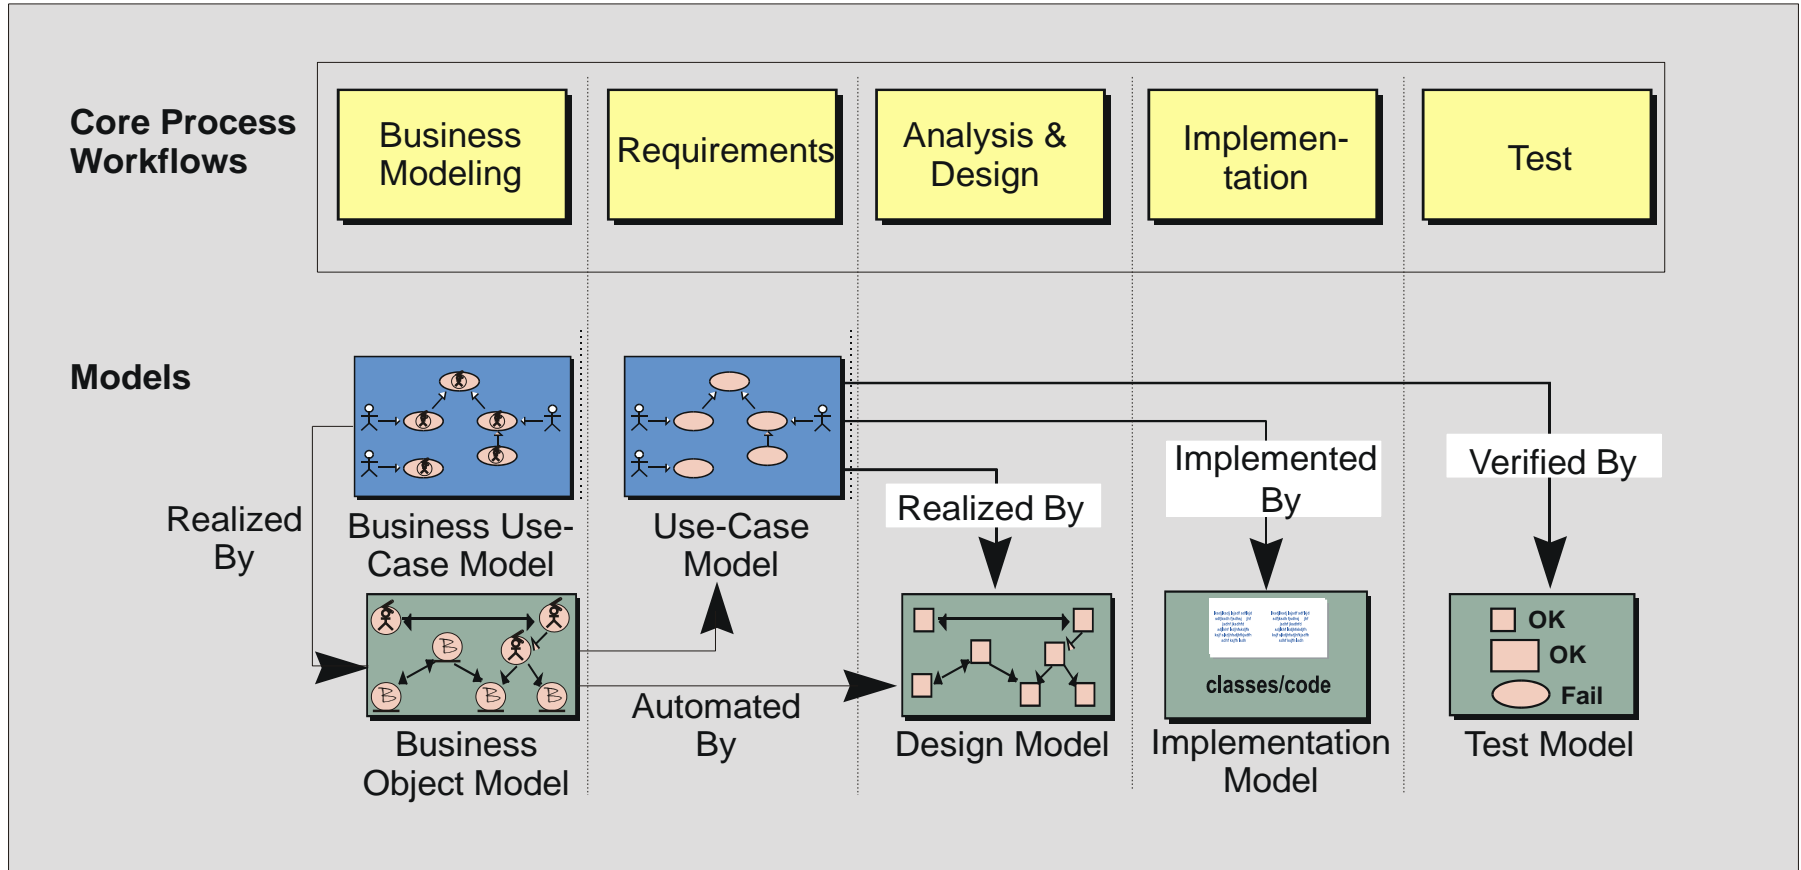 Core Process
Workflows
Business
Modeling
Requirements
Analysis &
Design
Implemen-
tation
Test
Models
Realized
By
Business Use-
Case Model
Use-Case
Model
Realized By
Implemented
By
Verified By
B
B
B
B
Business
Object Model
Automated
By
Design Model
classes/code
Implementation
Model
OK
OK
Fail
Test Model